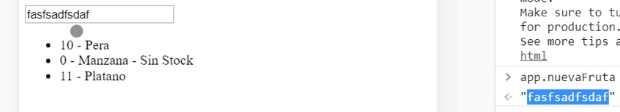 fasfsadfsdaf
10 - Pera
0 - Manzana - Sin Stock
11 - Platano
Make sure to tu
for production.
See more tips a
html
> app.nuevaFruta
< "fasfsadfsdaf"